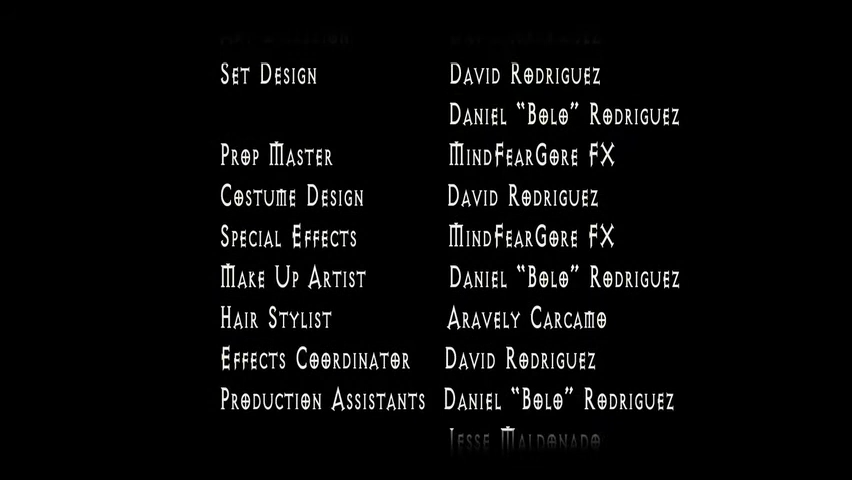 Set Design David Rodriguez
Daniel “Bolo” Rodriguez
Prop Master MindFearGore FX
Costume Design David Rodriguez
Special Effects MindFearGore FX
Make Up Artist Daniel “Bolo” Rodriguez
Hair Stylist Aravely Carcamo
Effects Coordinator David Rodriguez
Production Assistants Daniel “Bolo” Rodriguez
Jesse Maldonado